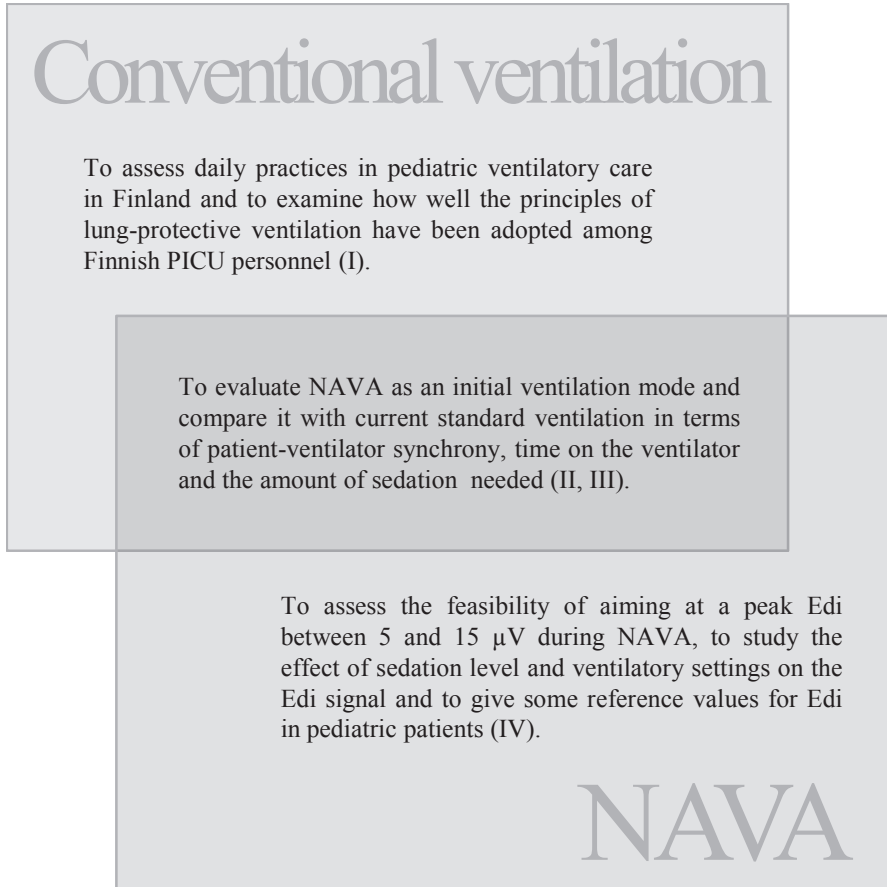 Conventional ventilation
To assess daily practices in pediatric ventilatory care
in Finland and to examine how well the principles of
lung-protective ventilation have been adopted among
Finnish PICU personnel (I).
To evaluate NAVA as an initial ventilation mode and
compare it with current standard ventilation in terms
of patient-ventilator synchrony, time on the ventilator
and the amount of sedation needed (II, III).
To assess the feasibility of aiming at a peak Edi
between 5 and 15 µV during NAVA, to study the
effect of sedation level and ventilatory settings on the
Edi signal and to give some reference values for Edi
in pediatric patients (IV).
NAVA